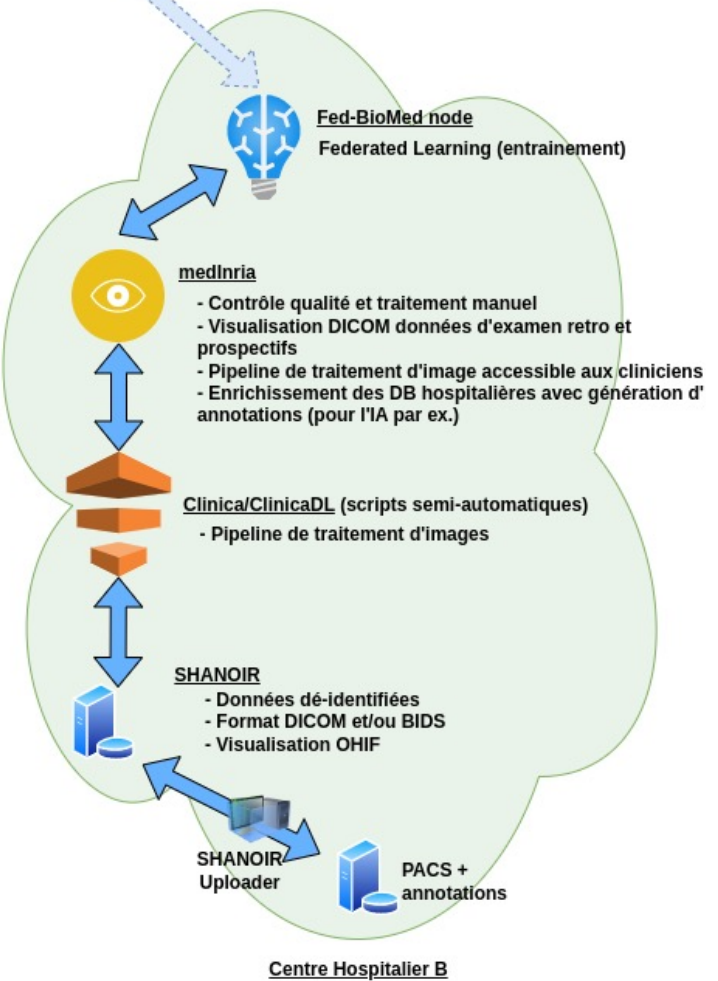 Fed-BioMed node
Federated Learning (entrainement)
medInria
- Contrôle qualité et traitement manuel
- Visualisation DICOM données d'examen retro et
prospectifs
- Pipeline de traitement d'image accessible aux cliniciens
- Enrichissement des DB hospitalières avec génération d'
annotations (pour l'IA par ex.)
Clinica/ClinicaDL (scripts semi-automatiques)
- Pipeline de traitement d'images
SHANOIR
- Données dé-identifiées
- Format DICOM et/ou BIDS
- Visualisation OHIF
SHANOIR
Uploader
PACS +
annotations
Centre Hospitalier B